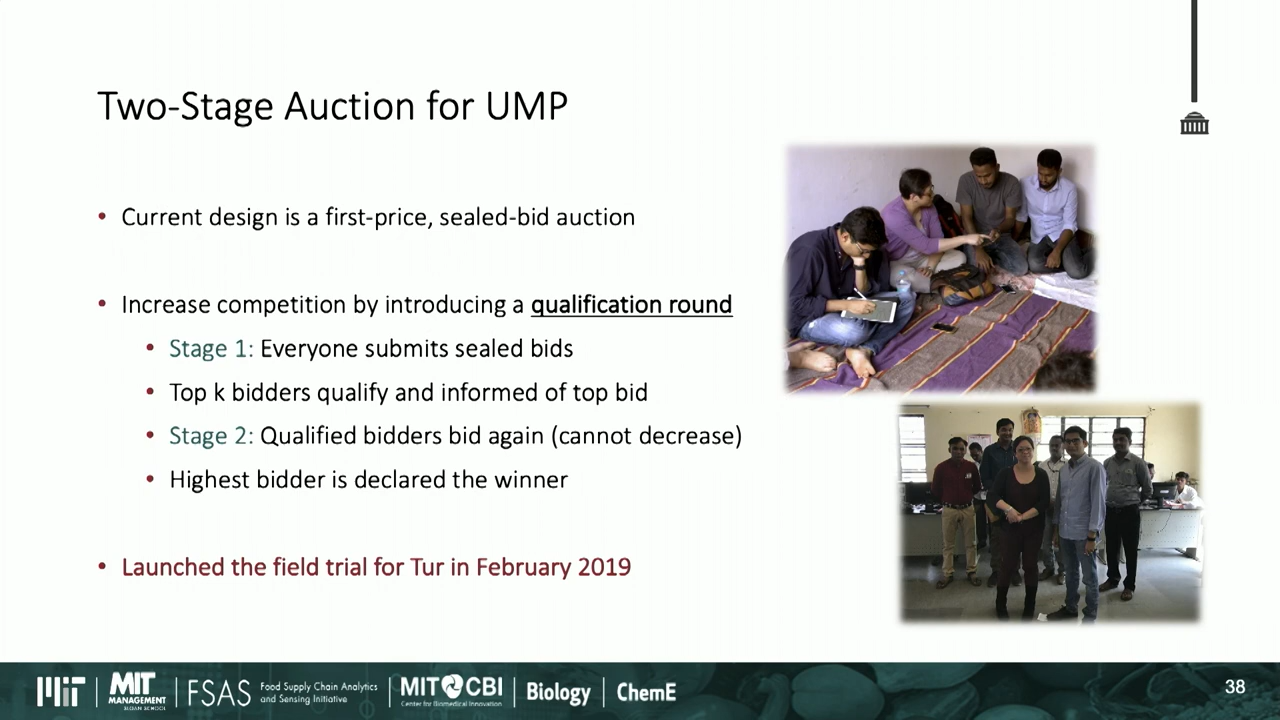 Two-Stage Auction for UMP
• Current design is a first-price, sealed-bid auction
• Increase competition by introducing a qualification round
• Stage 1: Everyone submits sealed bids
• Top k bidders qualify and informed of top bid
• Stage 2: Qualified bidders bid again (cannot decrease)
• Highest bidder is declared the winner
• Launched the field trial for Tur in February 2019
MIT
MANAGEMENT
SLOAN SCHOOL
FSAS
Food Supply Chain Analytics
and Sensing Initiative
MIT CBI
Center for Biomedical Innovation
Biology
ChemE
38